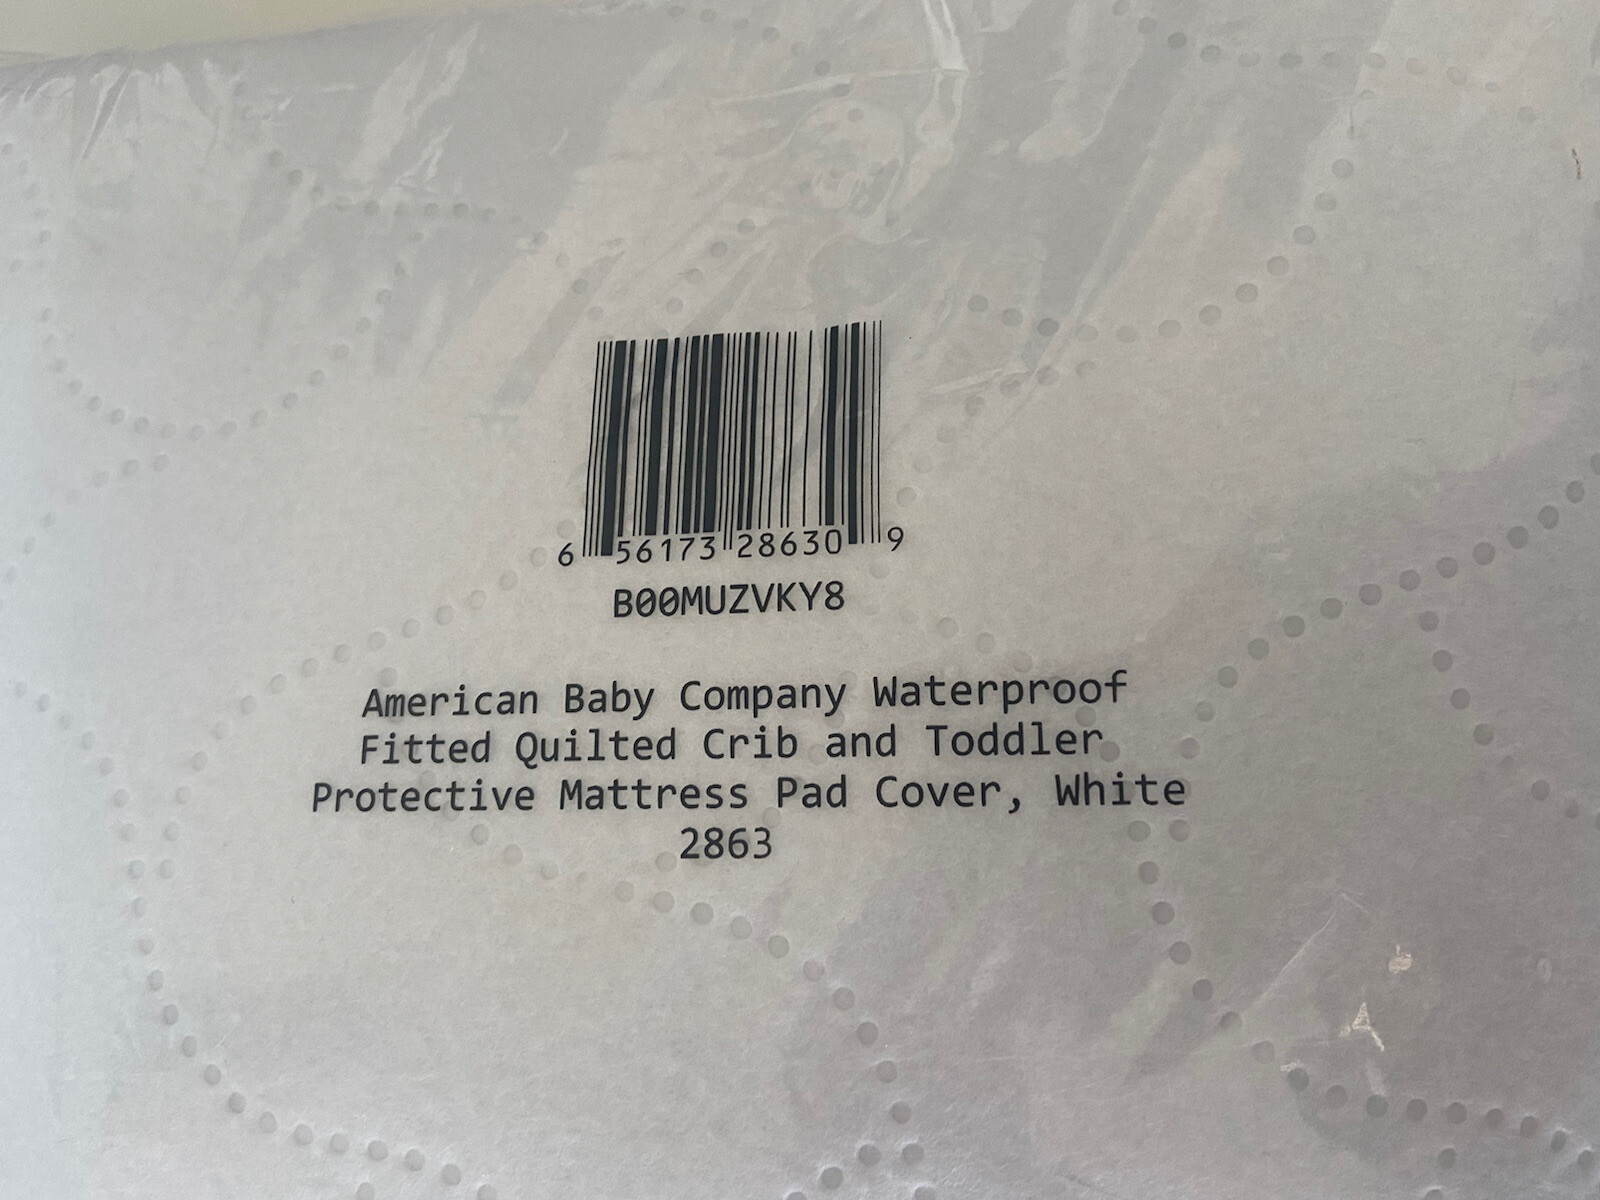 6 56173 28630 9
B00MUZVKY8
American Baby Company Waterproof
Fitted Quilted Crib and Toddler
Protective Mattress Pad Cover, White
2863